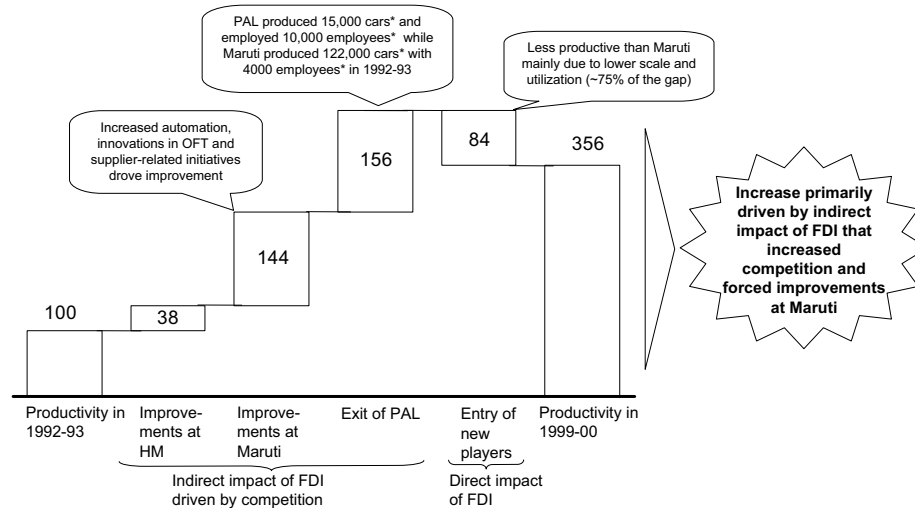 PAL produced 15,000 cars* and
employed 10,000 employees* while
Maruti produced 122,000 cars* with
4000 employees* in 1992-93
Less productive than Maruti
mainly due to lower scale and
utilization (~75% of the gap)
Increased automation,
innovations in OFT and
supplier-related initiatives
drove improvement
100
38
144
156
84
356
Increase primarily
driven by indirect
impact of FDI that
increased
competition and
forced improvements
at Maruti
Productivity in
1992-93
Improve-
ments at
HM
Improve-
ments at
Maruti
Exit of PAL
Entry of
new
players
Productivity in
1999-00
Indirect impact of FDI
driven by competition
Direct impact
of FDI